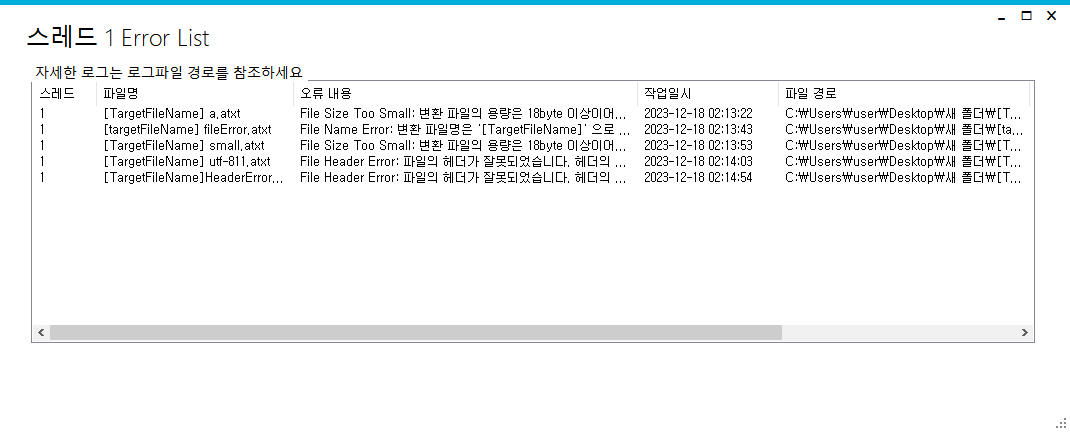 스레드 1 Error List
자세한 로그는 로그파일 경로를 참조하세요
스레드 파일명 오류 내용 작업일시 파일 경로
1 [TargetFileName] a.atxt File Size Too Small: 변환 파일의 용량은 18byte 이상이어... 2023-12-18 02:13:22 C:₩Users₩user₩Desktop₩새 폴더₩[T...
1 [targetFileName] fileError.atxt File Name Error: 변환 파일명은 '[TargetFileName]' 으로 ... 2023-12-18 02:13:43 C:₩Users₩user₩Desktop₩새 폴더₩[ta...
1 [TargetFileName] small.atxt File Size Too Small: 변환 파일의 용량은 18byte 이상이어... 2023-12-18 02:13:53 C:₩Users₩user₩Desktop₩새 폴더₩[T...
1 [TargetFileName] utf-811.atxt File Header Error: 파일의 헤더가 잘못되었습니다. 헤더의 ... 2023-12-18 02:14:03 C:₩Users₩user₩Desktop₩새 폴더₩[T...
1 [TargetFileName]HeaderError... File Header Error: 파일의 헤더가 잘못되었습니다. 헤더의 ... 2023-12-18 02:14:54 C:₩Users₩user₩Desktop₩새 폴더₩[T...